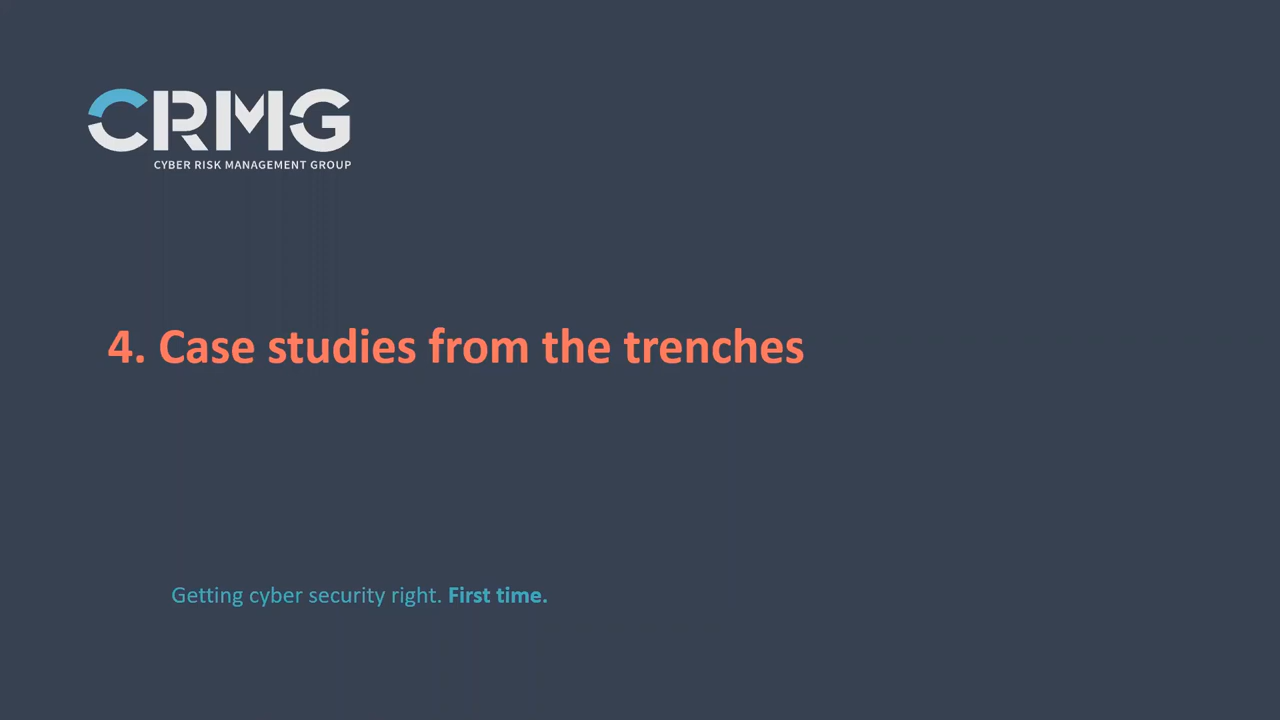 CRMG
CYBER RISK MANAGEMENT GROUP
4. Case studies from the trenches
Getting cyber security right. First time.